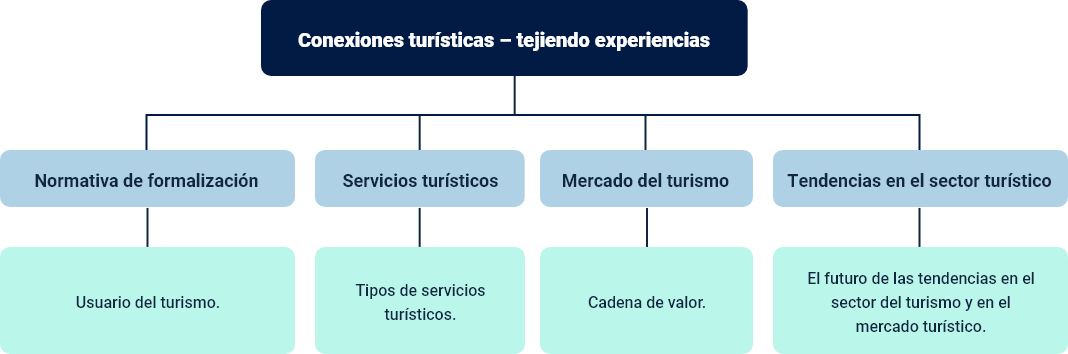 Conexiones turísticas – tejiendo experiencias
Normativa de formalización
Servicios turísticos
Mercado del turismo
Tendencias en el sector turístico
Usuario del turismo.
Tipos de servicios
turísticos.
Cadena de valor.
El futuro de las tendencias en el
sector del turismo y en el
mercado turístico.